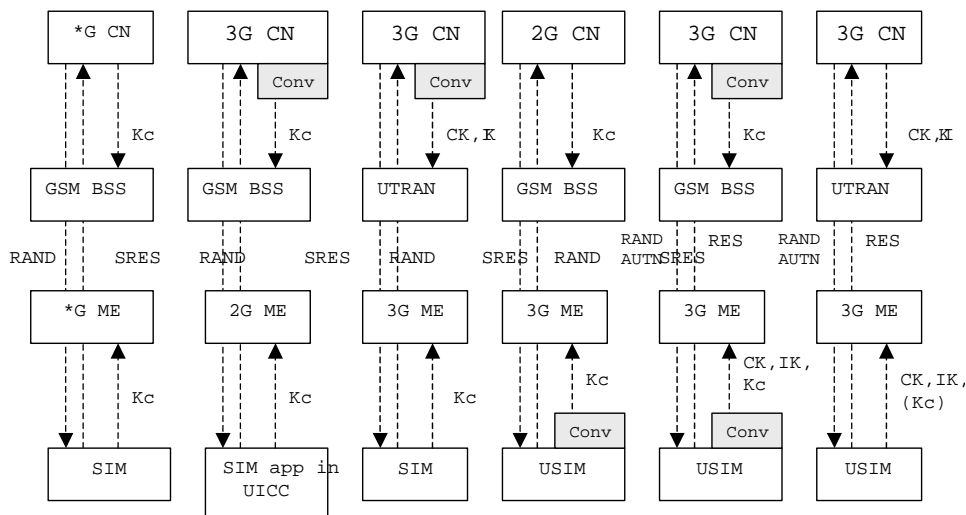 *G CN
3G CN
3G CN
2G CN
3G CN
3G CN
Conv
Conv
Conv
Kc
Kc
CK,IK
Kc
Kc
CK,IK
GSM BSS
GSM BSS
UTRAN
GSM BSS
GSM BSS
UTRAN
RAND
SRES
RAND
SRES
RAND
SRES
RAND
SRES
RAND
AUTN
RES
RAND
AUTN
RES
*G ME
2G ME
3G ME
3G ME
3G ME
3G ME
Kc
Kc
Kc
Kc
CK,IK,
Kc
CK,IK,
(Kc)
Conv
Conv
SIM
SIM app in
UICC
SIM
USIM
USIM
USIM